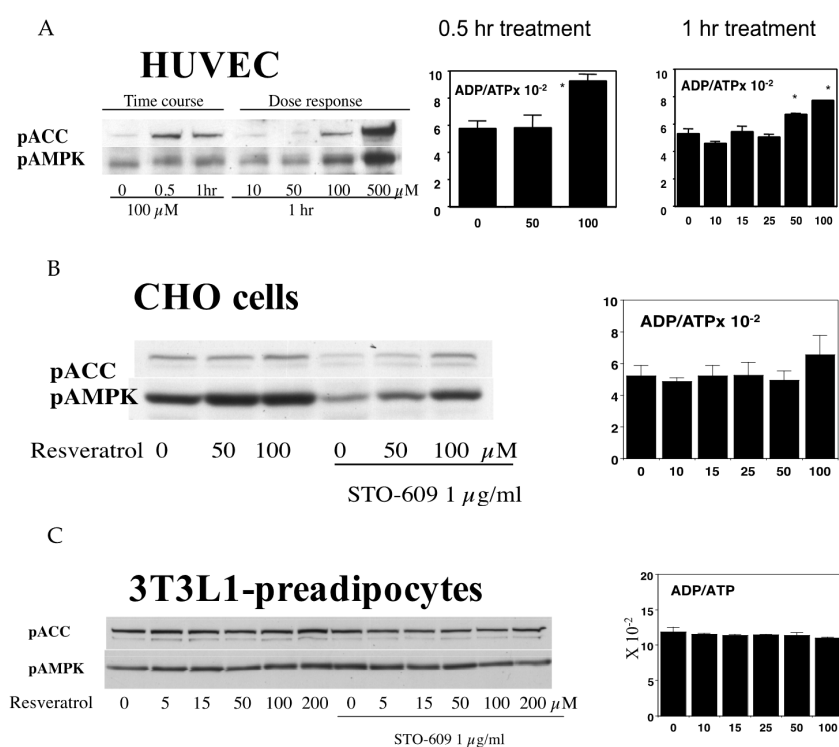 A
0.5 hr treatment
1 hr treatment
HUVEC
Time course Dose response
pACC
pAMPK
0 0.5 1hr 10 50 100 500 µM
100 µM 1 hr
10
8
6
4
2
0
ADP/ATPx 10-2
*
0 50 100
10
8
6
4
2
0
ADP/ATPx 10-2
* *
0 10 15 25 50 100
B
CHO cells
pACC
pAMPK
Resveratrol 0 50 100 0 50 100 µM
STO-609 1 µg/ml
10
8
6
4
2
0
ADP/ATPx 10-2
0 10 15 25 50 100
C
3T3L1-preadipocytes
pACC
pAMPK
Resveratrol 0 5 15 50 100 200 0 5 15 50 100 200 µM
STO-609 1 µg/ml
20
15
10
5
0
X 10-2
ADP/ATP
0 10 15 25 50 100